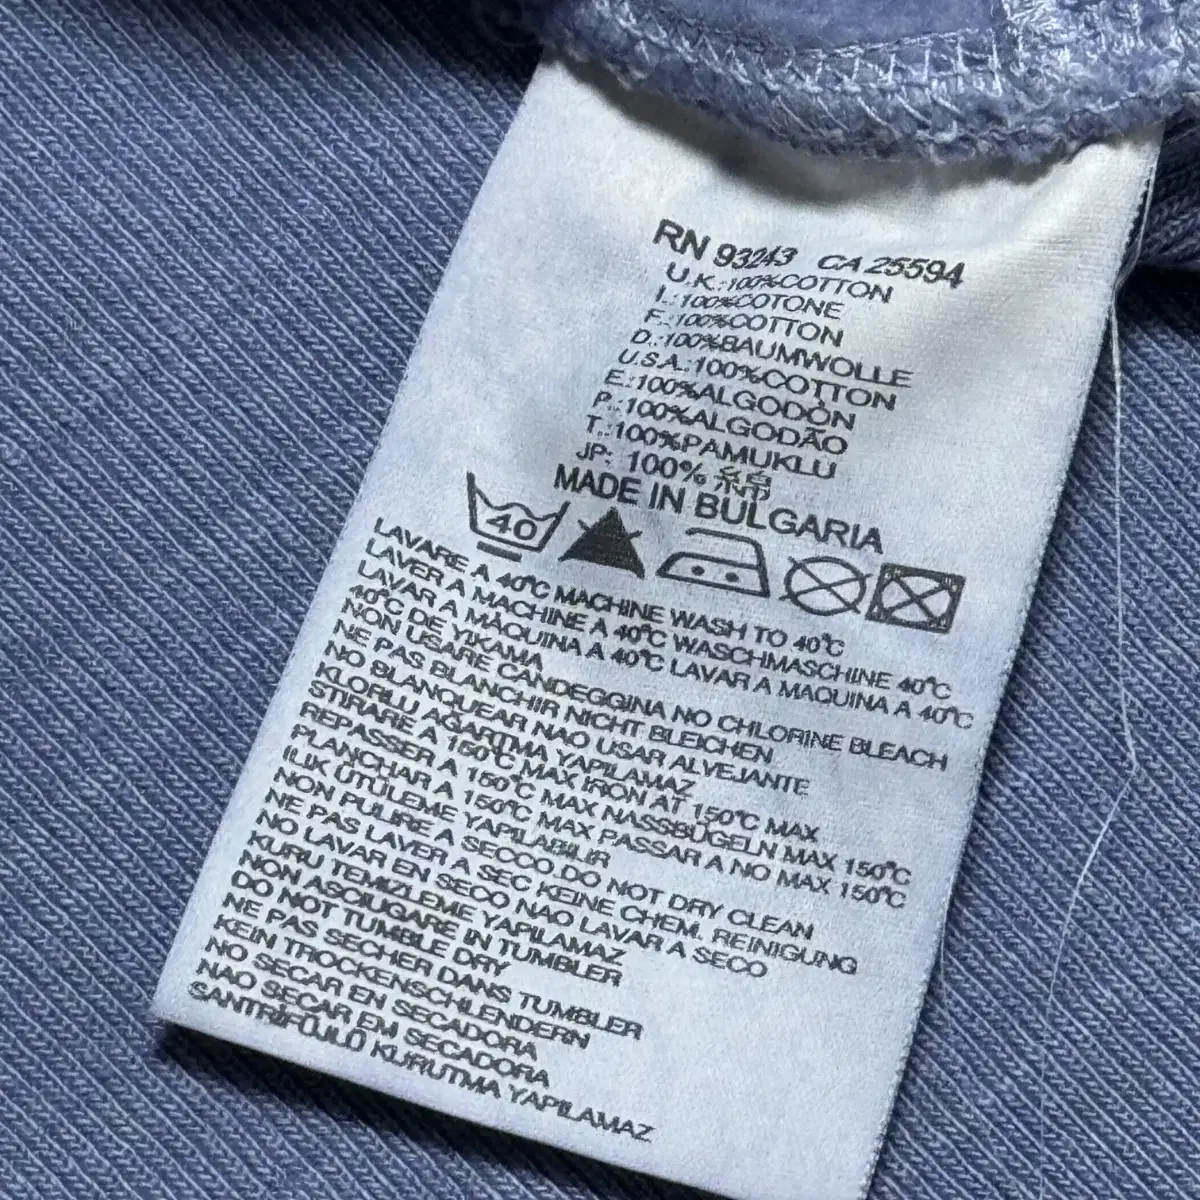 RN 93243 CA 25594
U.K.:100%COTTON
I.:100%COTONE
F.:100%COTTON
D.:100%BAUMWOLLE
U.S.A.:100%COTTON
E.:100%ALGODÒN
P.:100%ALGODÃO
T.:100%PAMUKLU
JP: 100%
MADE IN BULGARIA
40
LAVARE A 40°C MACHINE WASH TO 40°C
LAVER A MACHINE À 40°C WASCHMASCHINE 40°C
LAVAR A MÀQUINA A 40°C LAVAR A MAQUINA A 40°C
40°C DE YIKAMA
NON USARE CANDEGGINA NO CHLORINE BLEACH
NE PAS BLANCHIR NICHT BLEICHEN
NO BLANQUEAR NAO USAR ALVEJANTE
KLORLU AGARTMA YAPILAMAZ
STIRARE A 150°C MAX IRON AT 150°C MAX
REPASSER A 150°C MAX NASSBÜGELN MAX 150°C
PLANCHAR A 150°C MAX PASSAR A NO MAX 150°C
ILIK ÜTÜLEME YAPILABILIR
NON PULIRE A SECCO.DO NOT DRY CLEAN
NE PAS LAVER A SEC KEINE CHEM. REINIGUNG
NO LAVAR EN SECO NAO LAVAR A SECO
KURU TEMIZLEME YAPILAMAZ
NON ASCIUGARE IN TUMBLER
DO NOT TUMBLE DRY
NE PAS SECHER DANS TUMBLER
KEIN TROCKENSCHLENDERN
NO SECAR EN SECADORA
NAO SECAR EM SECADORA
SANTRÌFÜJLÜ KURUTMA YAPILAMAZ